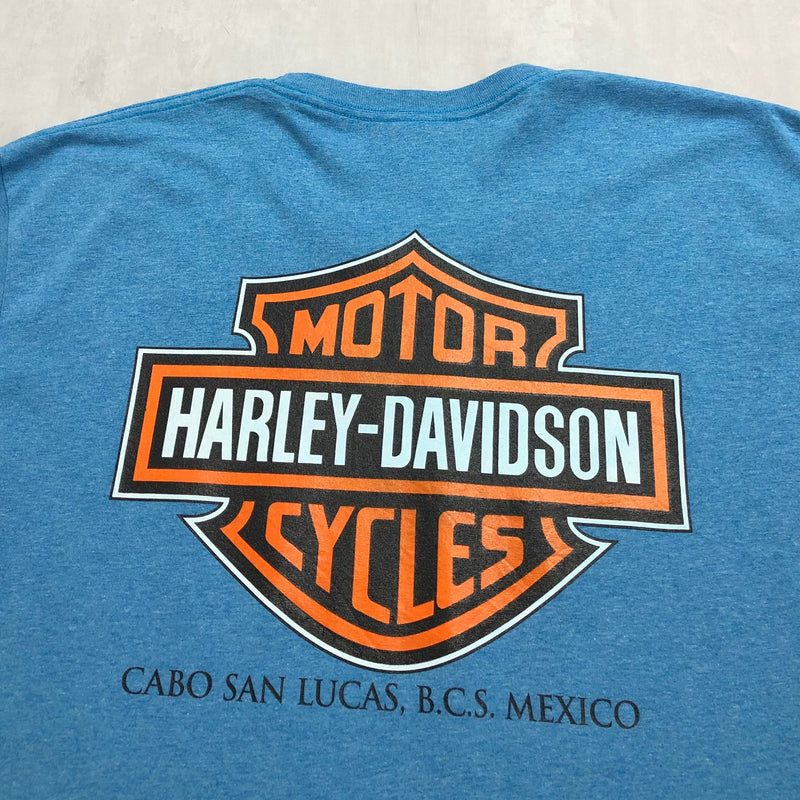 MOTOR
HARLEY-DAVIDSON
CYCLES
CABO SAN LUCAS, B.C.S. MEXICO